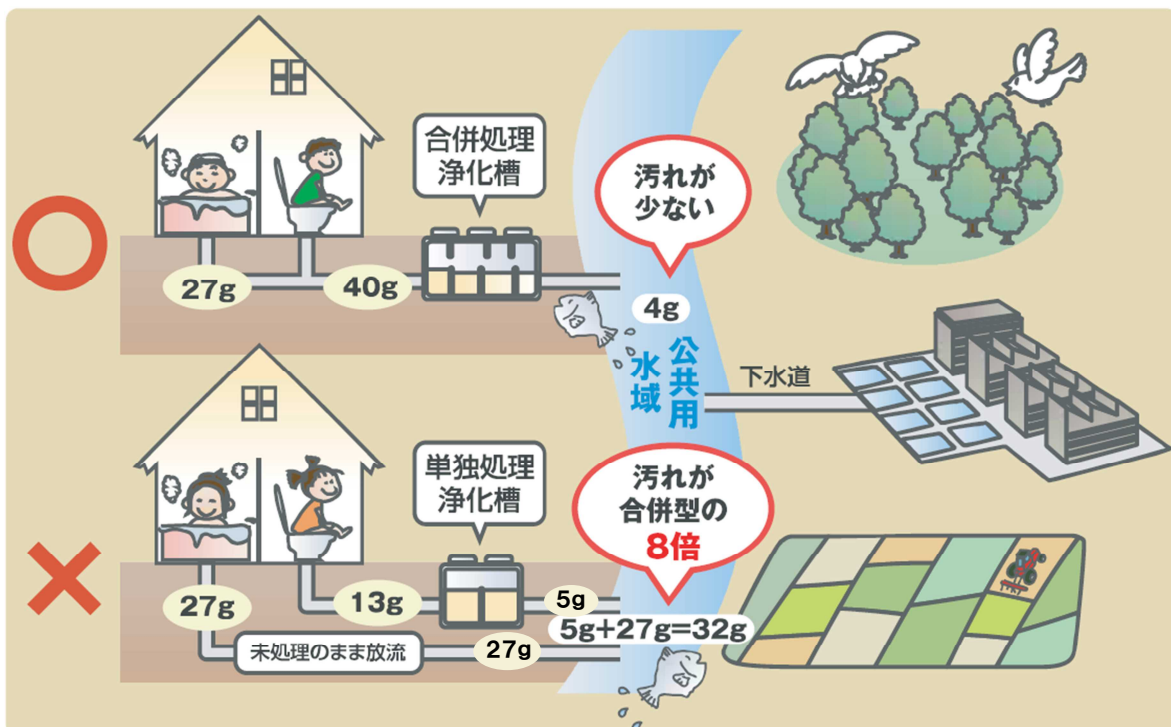 合併処理
浄化槽
汚れが
少ない
27g
40g
4g
公共用
水域
下水道
単独処理
浄化槽
汚れが
合併型の
8倍
27g
13g
5g
5g+27g=32g
未処理のまま放流
27g